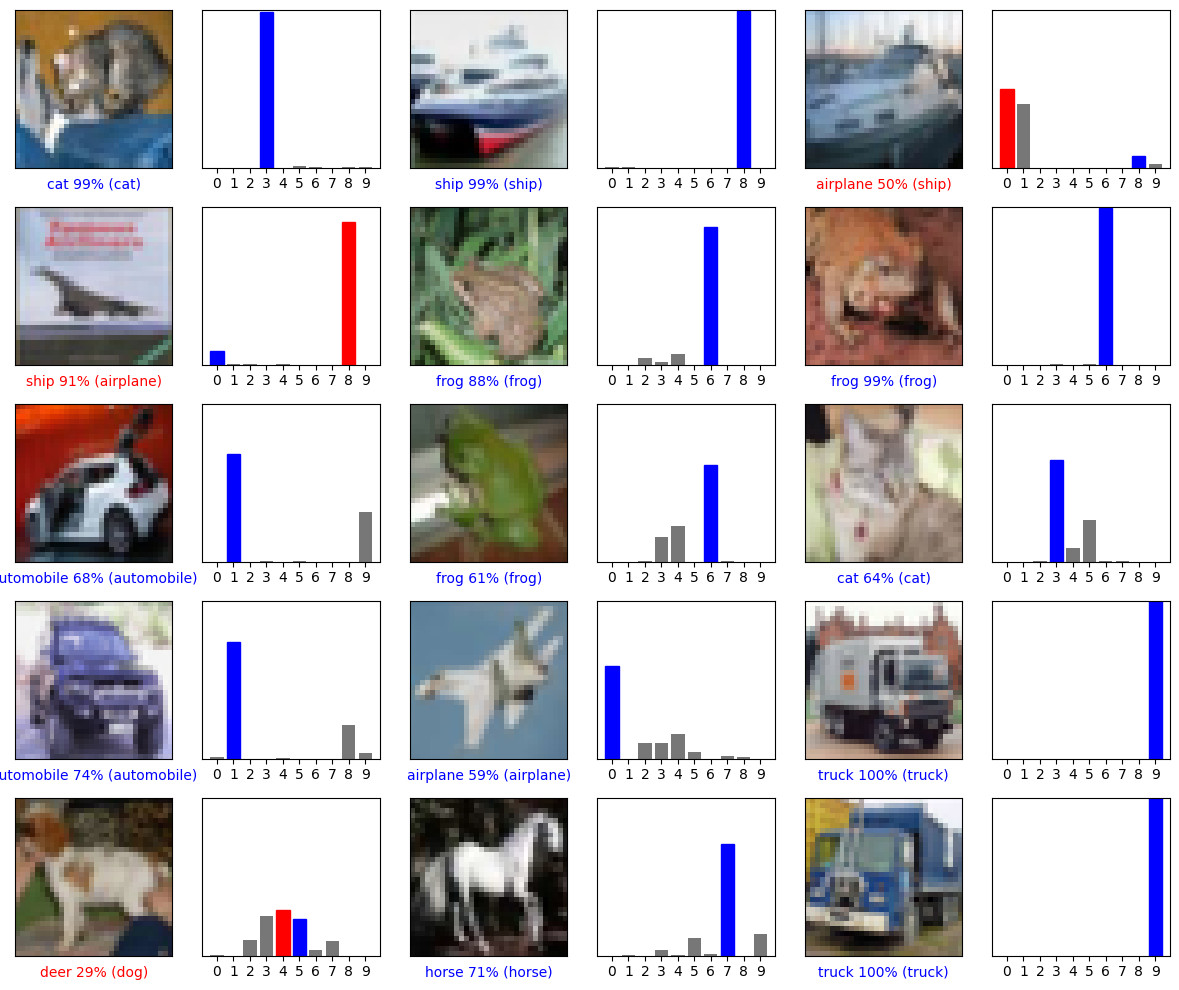 0 1 2 3 4 5 6 7 8 9
0 1 2 3 4 5 6 7 8 9
0 1 2 3 4 5 6 7 8 9
cat 99% (cat)
ship 99% (ship)
airplane 50% (ship)
0 1 2 3 4 5 6 7 8 9
0 1 2 3 4 5 6 7 8 9
0 1 2 3 4 5 6 7 8 9
ship 91% (airplane)
frog 88% (frog)
frog 99% (frog)
0 1 2 3 4 5 6 7 8 9
0 1 2 3 4 5 6 7 8 9
0 1 2 3 4 5 6 7 8 9
utomobile 68% (automobile)
frog 61% (frog)
cat 64% (cat)
0 1 2 3 4 5 6 7 8 9
0 1 2 3 4 5 6 7 8 9
0 1 2 3 4 5 6 7 8 9
utomobile 74% (automobile)
airplane 59% (airplane)
truck 100% (truck)
0 1 2 3 4 5 6 7 8 9
0 1 2 3 4 5 6 7 8 9
0 1 2 3 4 5 6 7 8 9
deer 29% (dog)
horse 71% (horse)
truck 100% (truck)